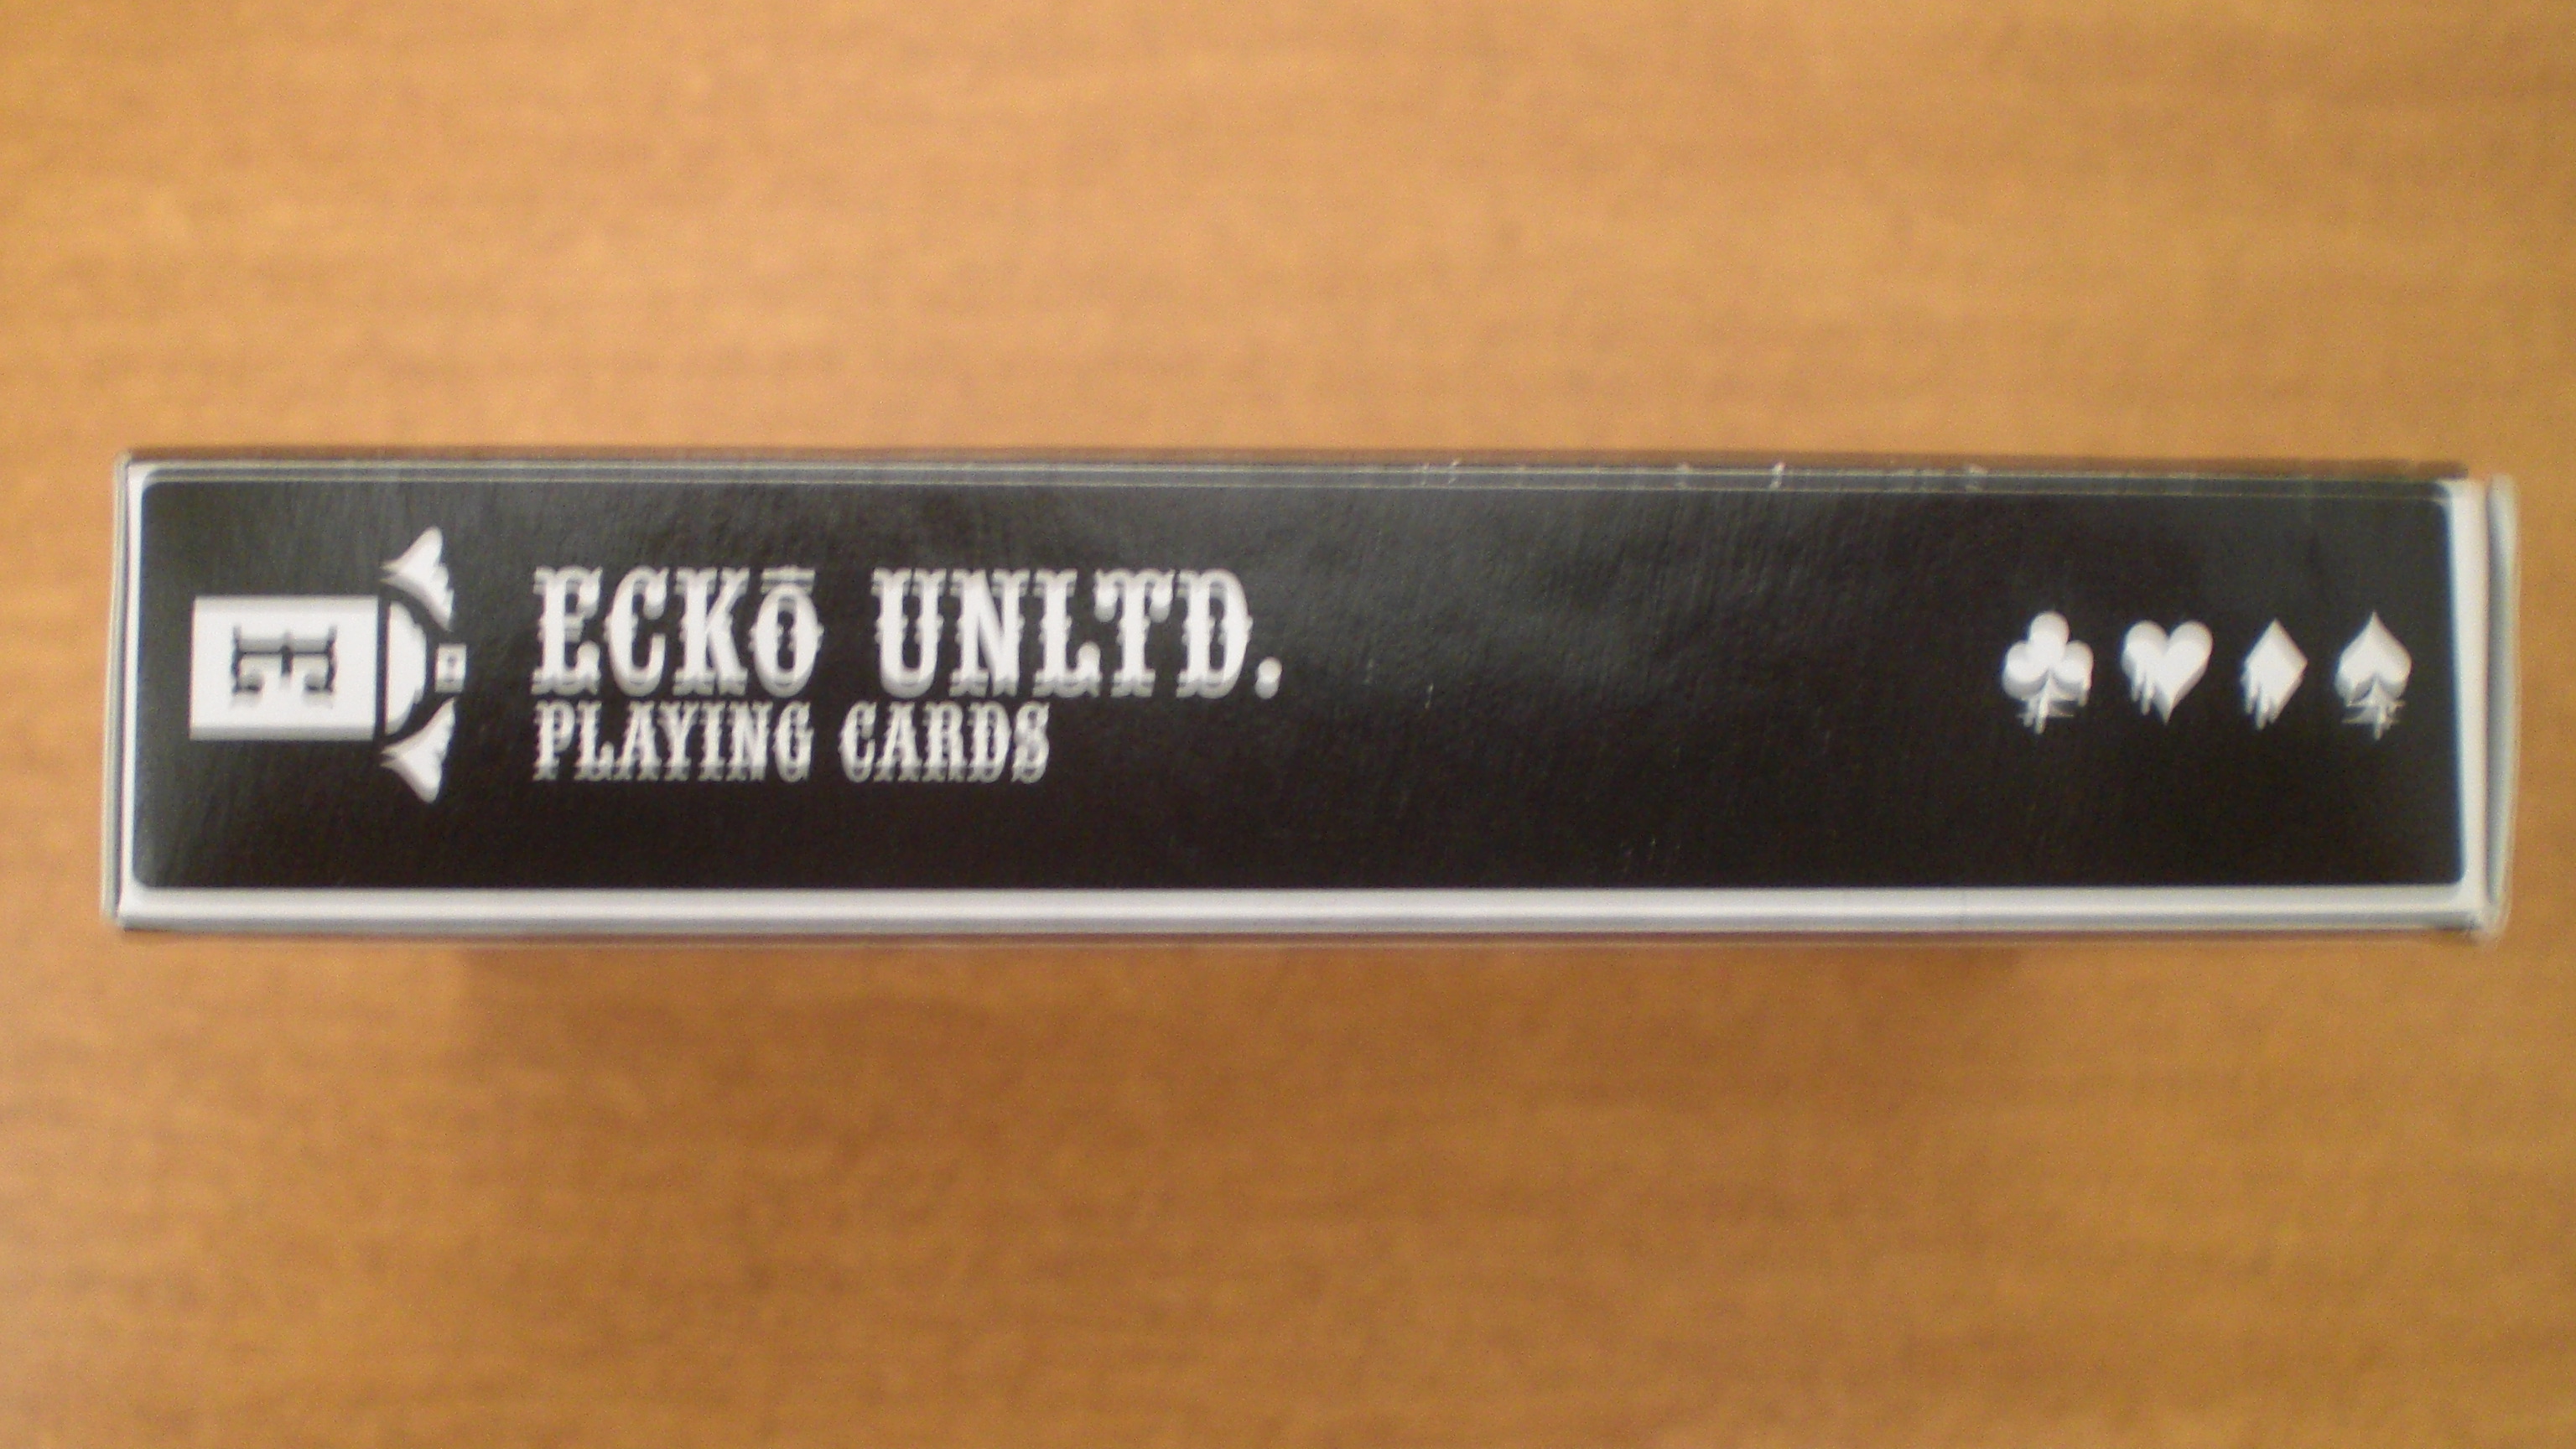 E
ECKŌ UNLTD.
PLAYING CARDS